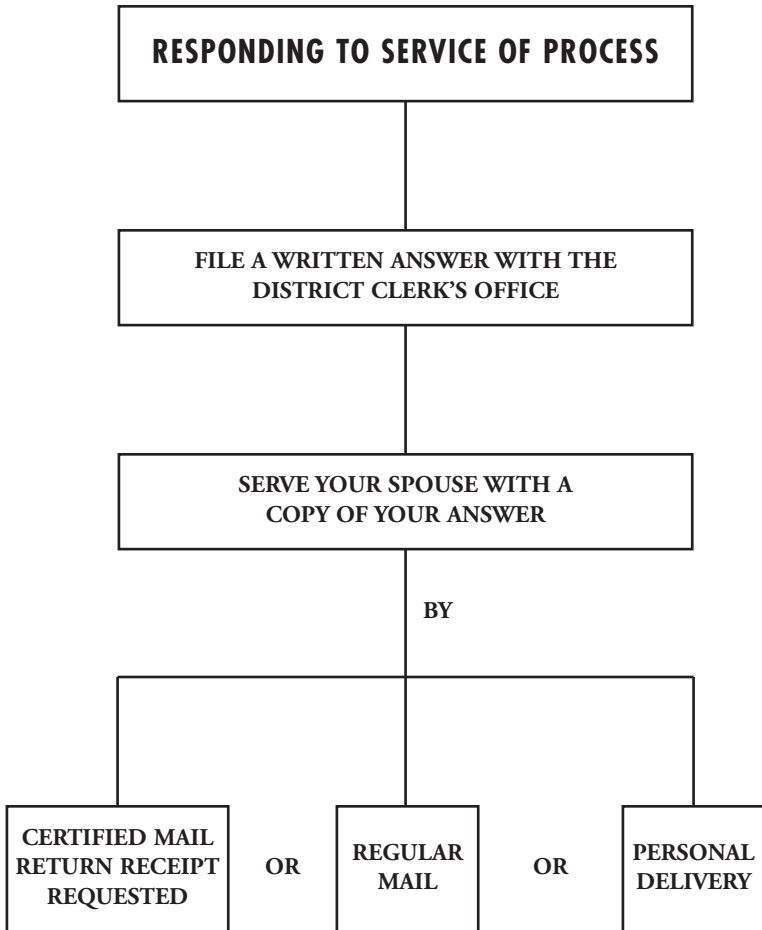 RESPONDING TO SERVICE OF PROCESS
FILE A WRITTEN ANSWER WITH THE
DISTRICT CLERK’S OFFICE
SERVE YOUR SPOUSE WITH A
COPY OF YOUR ANSWER
BY
CERTIFIED MAIL
RETURN RECEIPT
REQUESTED
OR
REGULAR
MAIL
OR
PERSONAL
DELIVERY